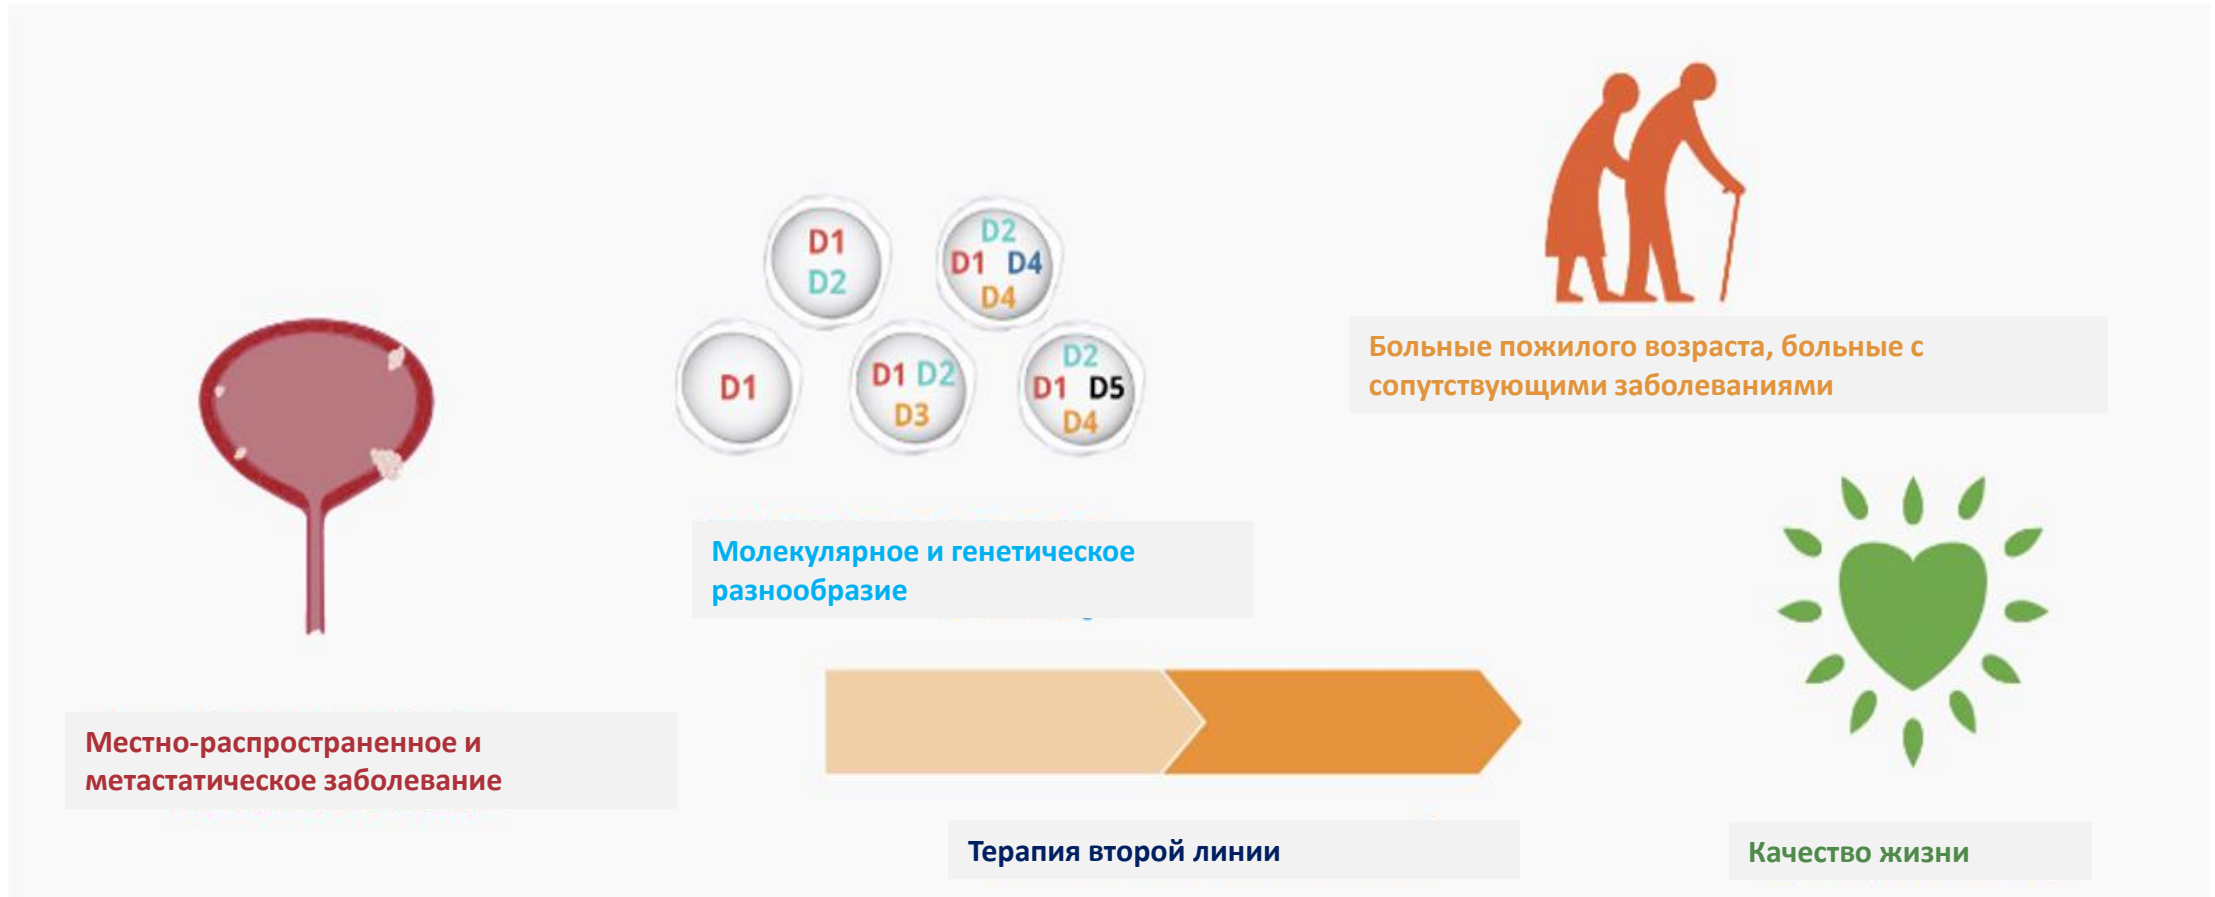 D1
D2
D2
D1 D4
D4
D1
D1 D2
D3
D2
D1 D5
D4
Больные пожилого возраста, больные с
сопутствующими заболеваниями
Молекулярное и генетическое
разнообразие
Местно-распространенное и
метастатическое заболевание
Терапия второй линии
Качество жизни